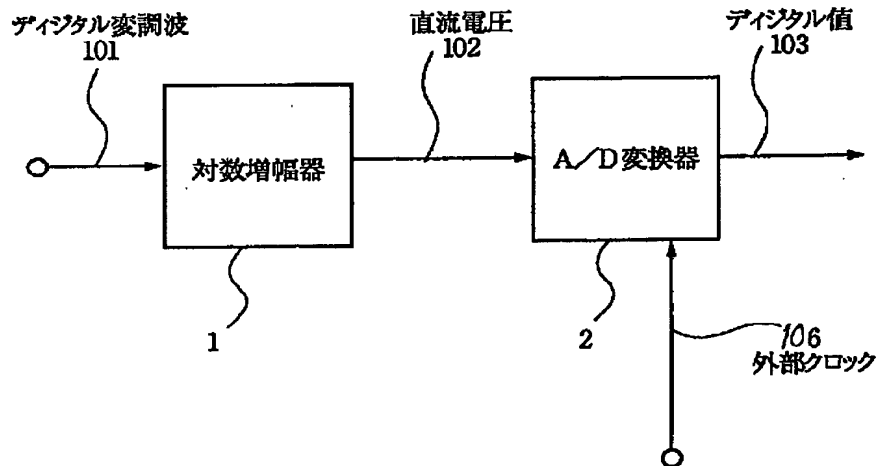 ディジタル変調波
101
直流電圧
102
ディジタル値
103
対数増幅器
A/D変換器
1
2
106
外部クロック